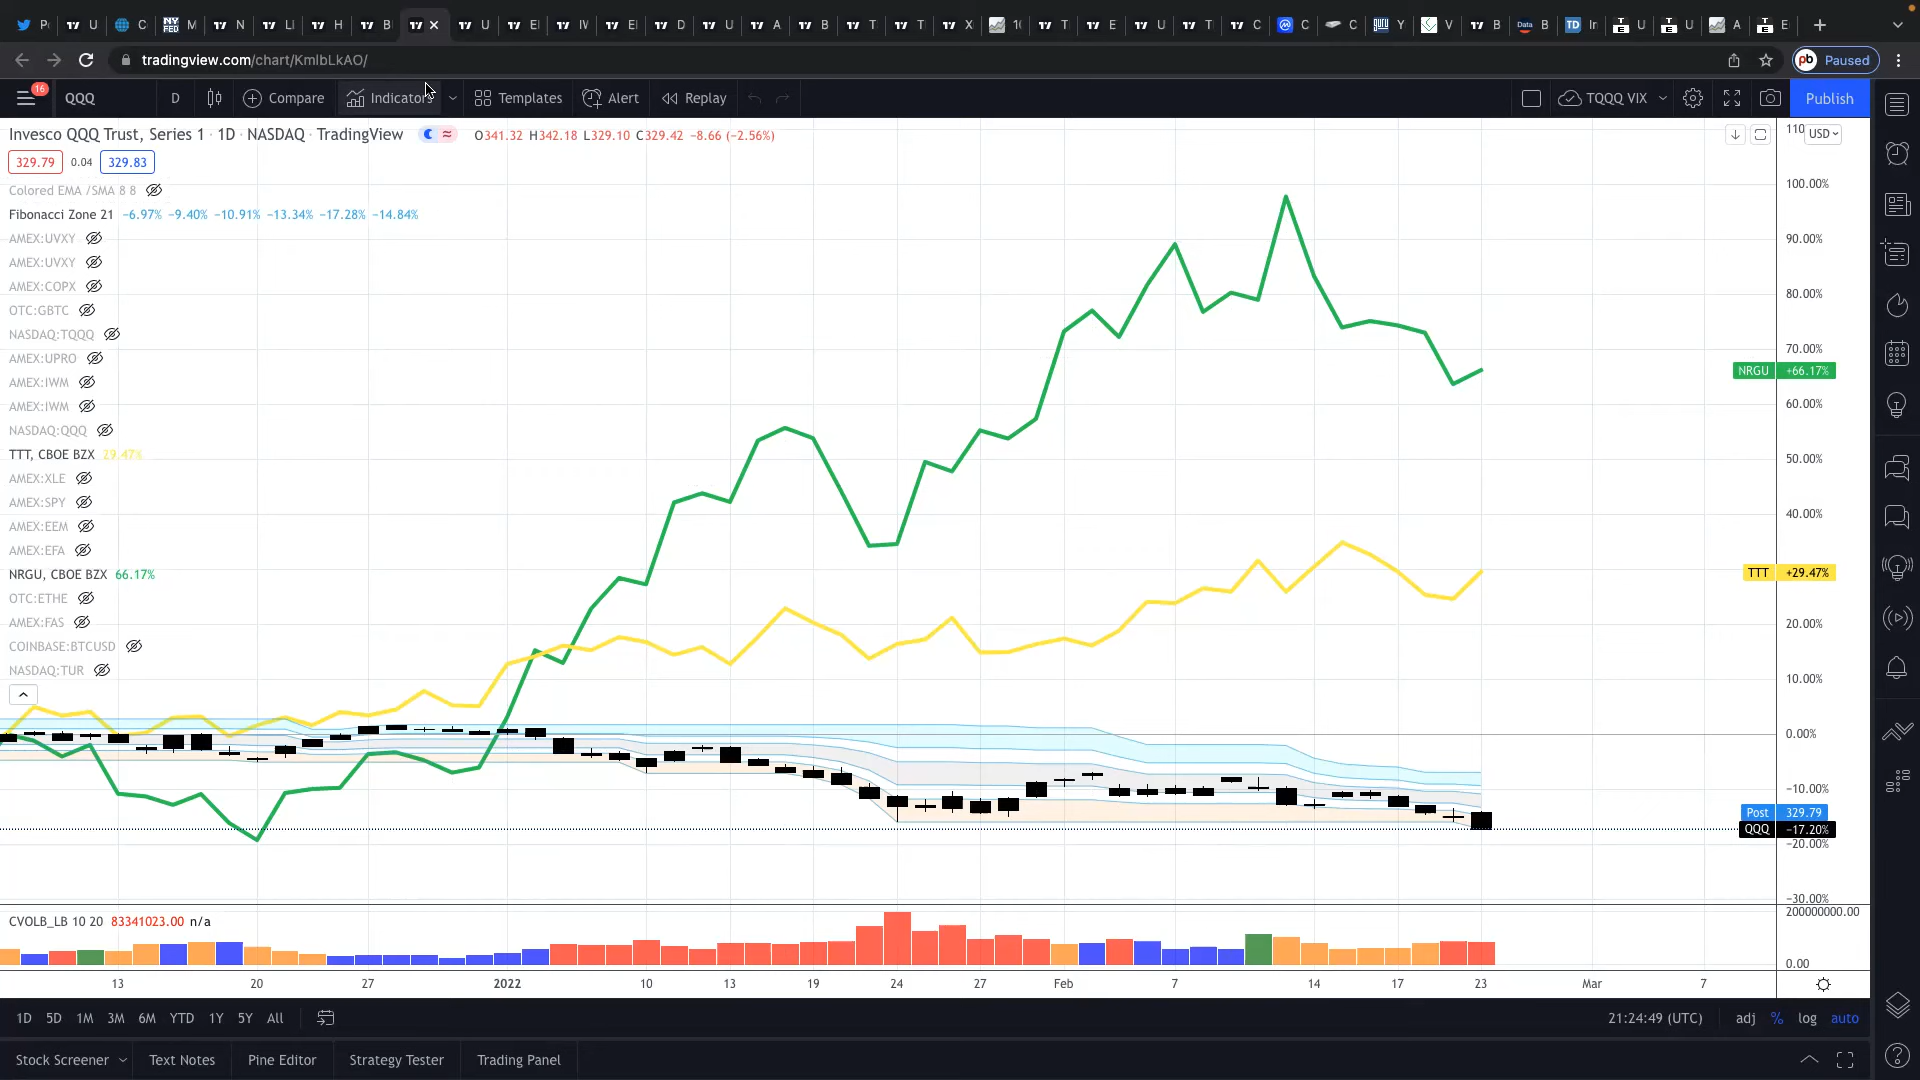 P U C M N LI H B U E IV E D U A B T T X 1( T E U T C C C Y V B B In U U A E
tradingview.com/chart/KmlbLkAO/
Paused
16 QQQ D Compare Indicators Templates Alert Replay TQQQ VIX Publish
Invesco QQQ Trust, Series 1 · 1D · NASDAQ · TradingView O341.32 H342.18 L329.10 C329.42 −8.66 (−2.56%)
USD
329.79 0.04 329.83
Colored EMA /SMA 8 8
Fibonacci Zone 21 −6.97% −9.40% −10.91% −13.34% −17.28% −14.84%
AMEX:UVXY
AMEX:UVXY
AMEX:COPX
OTC:GBTC
NASDAQ:TQQQ
AMEX:UPRO
AMEX:IWM
AMEX:IWM
NASDAQ:QQQ
TTT, CBOE BZX 29.47%
AMEX:XLE
AMEX:SPY
AMEX:EEM
AMEX:EFA
NRGU, CBOE BZX 66.17%
OTC:ETHE
AMEX:FAS
COINBASE:BTCUSD
NASDAQ:TUR
110
100.00%
90.00%
80.00%
70.00%
NRGU +66.17%
60.00%
50.00%
40.00%
TTT +29.47%
20.00%
10.00%
0.00%
−10.00%
Post 329.79
QQQ −17.20%
−20.00%
−30.00%
CVOLB_LB 10 20 83341023.00 n/a
200000000.00
0.00
13 20 27 2022 10 13 19 24 27 Feb 7 14 17 23 Mar 7
1D 5D 1M 3M 6M YTD 1Y 5Y All 21:24:49 (UTC) adj % log auto
Stock Screener Text Notes Pine Editor Strategy Tester Trading Panel